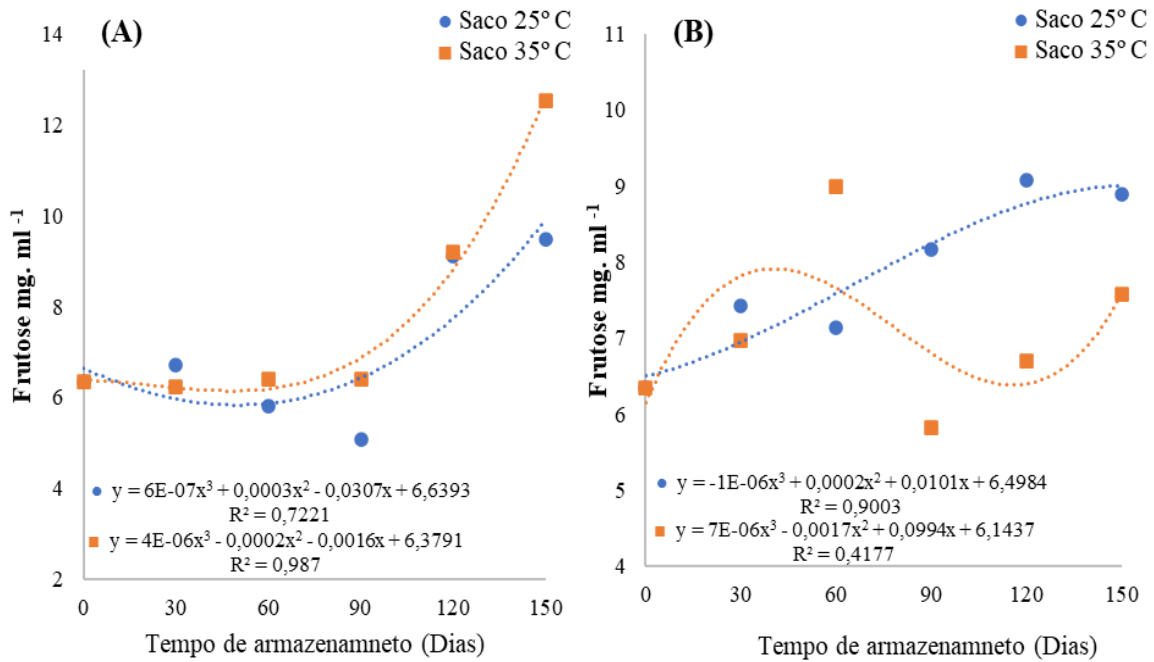 (A)
Saco 25º C
Saco 35º C
14
12
10
8
6
4
2
Frutose mg. ml -1
y = 6E-07x³ + 0,0003x² - 0,0307x + 6,6393
R² = 0,7221
y = 4E-06x³ - 0,0002x² - 0,0016x + 6,3791
R² = 0,987
0 30 60 90 120 150
Tempo de armazenamneto (Dias)
(B)
Saco 25º C
Saco 35º C
11
10
9
8
7
6
5
4
Frutose mg. ml -1
y = -1E-06x³ + 0,0002x² + 0,0101x + 6,4984
R² = 0,9003
y = 7E-06x³ - 0,0017x² + 0,0994x + 6,1437
R² = 0,4177
0 30 60 90 120 150
Tempo de armazenamneto (Dias)